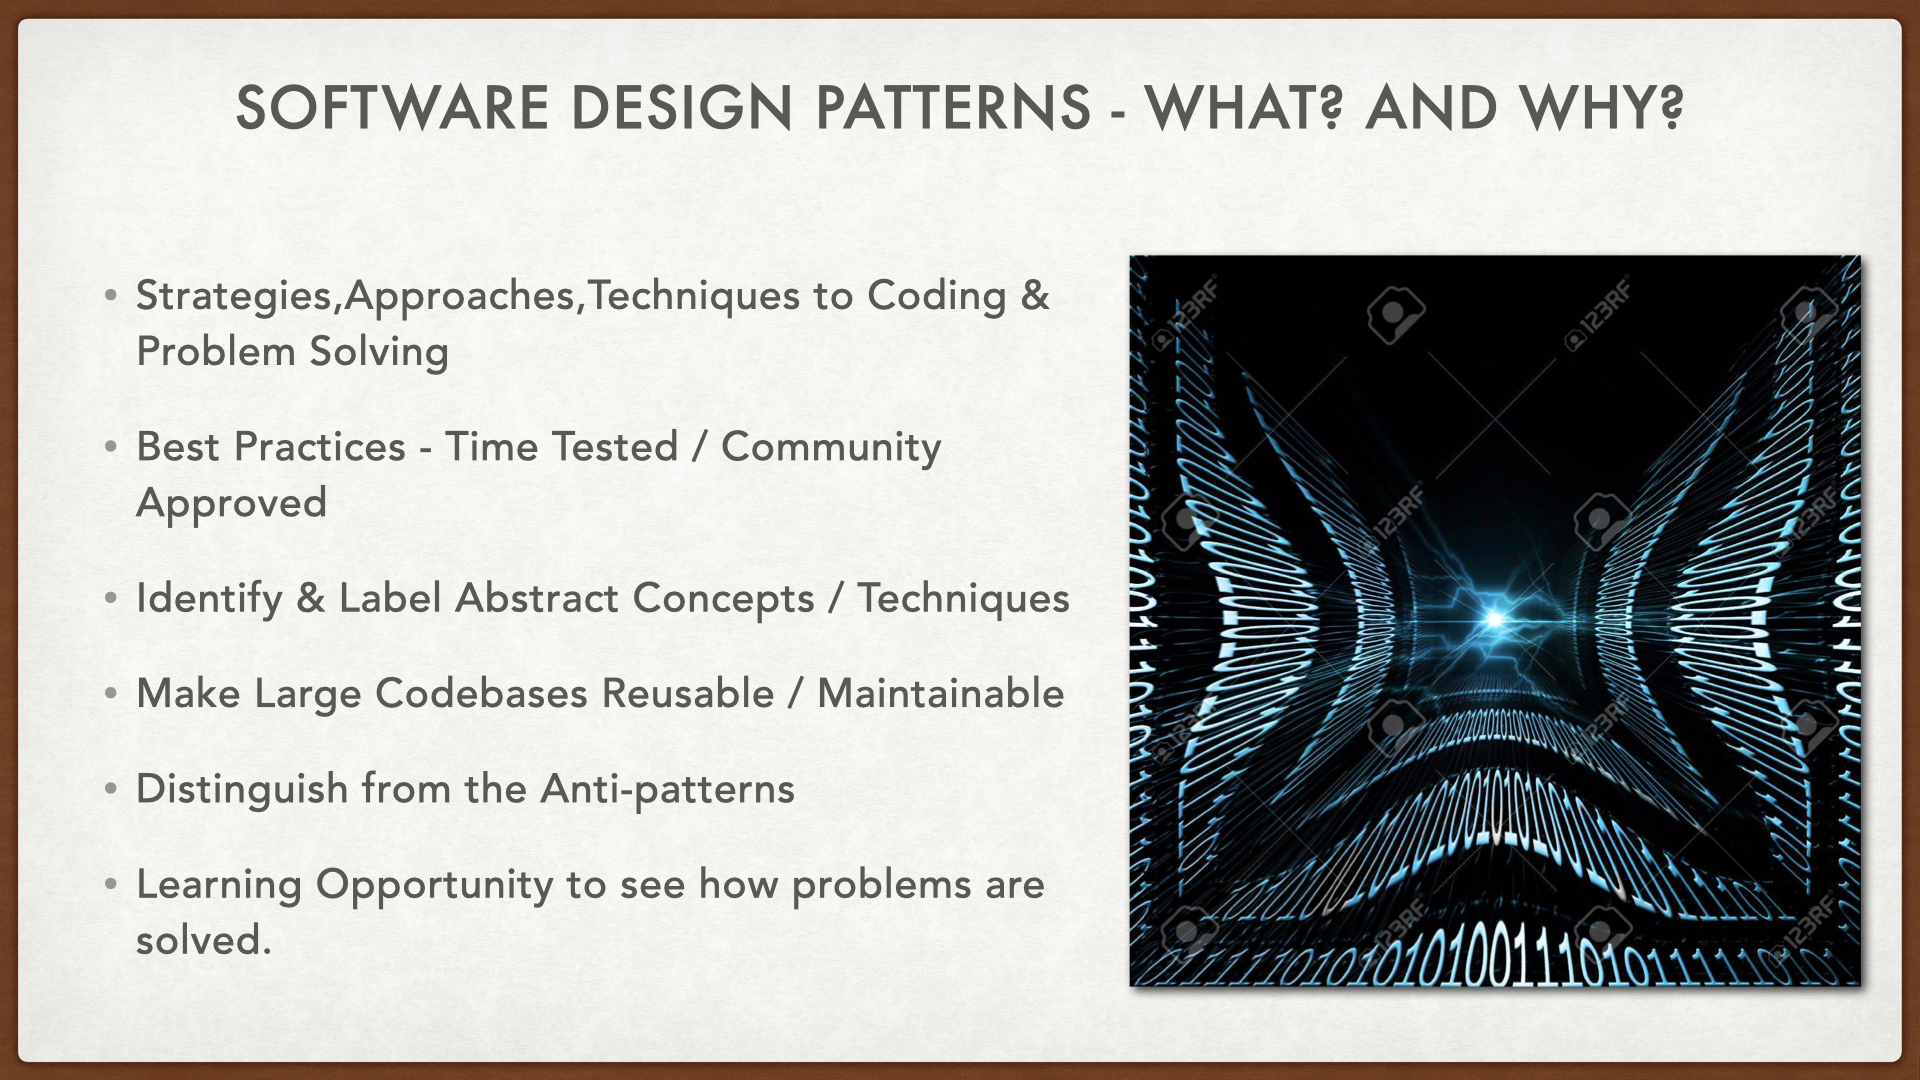 SOFTWARE DESIGN PATTERNS - WHAT? AND WHY?
• Strategies,Approaches,Techniques to Coding &
Problem Solving
• Best Practices - Time Tested / Community
Approved
• Identify & Label Abstract Concepts / Techniques
• Make Large Codebases Reusable / Maintainable
• Distinguish from the Anti-patterns
• Learning Opportunity to see how problems are
solved.
123RF
123RF
123RF
123RF
123RF
123RF
123RF
123RF